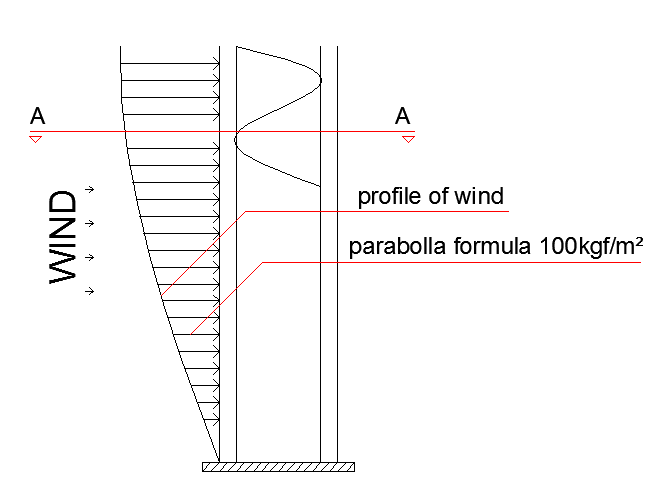 A
A
WIND
profile of wind
parabolla formula 100kgf/m²